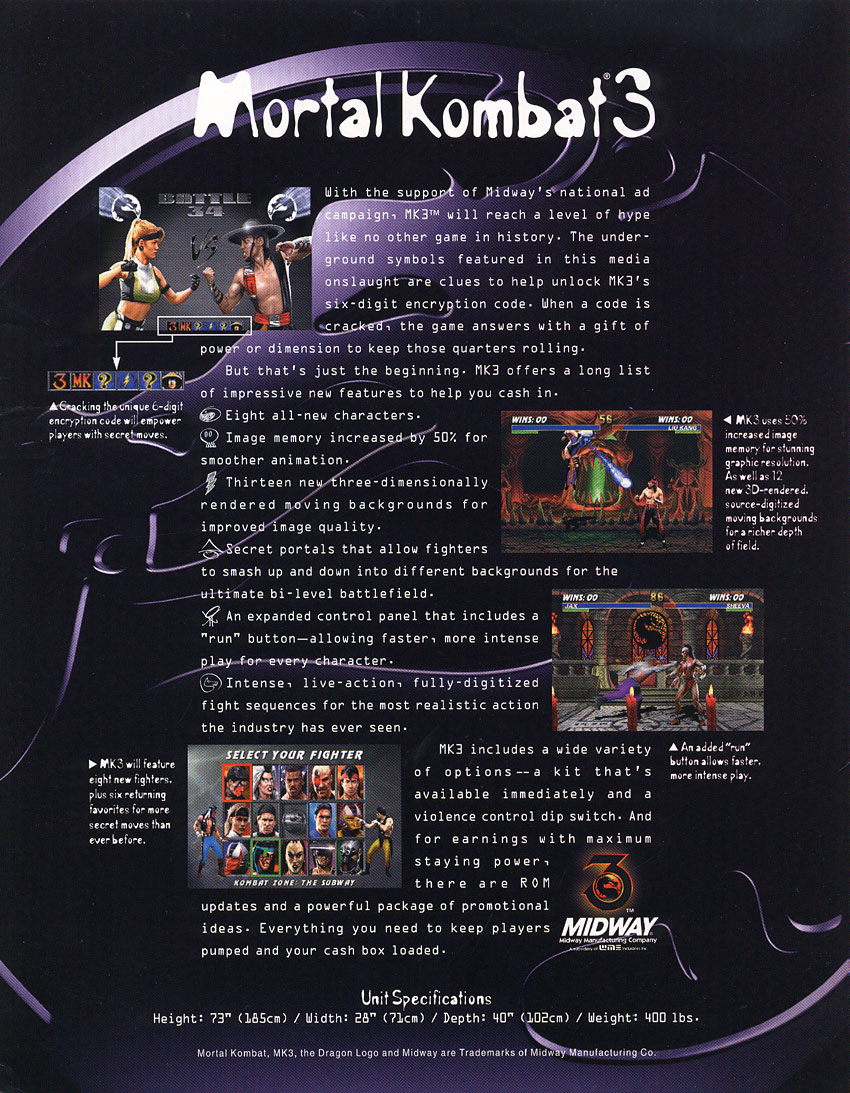 Mortal Kombat® 3
BATTLE
34
VS
3 MK ? ?
With the support of Midway's national ad
campaign, MK3™ will reach a level of hype
like no other game in history. The under-
ground symbols featured in this media
onslaught are clues to help unlock MK3's
six-digit encryption code. When a code is
cracked, the game answers with a gift of
power or dimension to keep those quarters rolling.
3 MK ? ?
▲ Cracking the unique 6-digit
encryption code will empower
players with secret moves.
But that's just the beginning. MK3 offers a long list
of impressive new features to help you cash in.
Eight all-new characters.
Image memory increased by 50% for
smoother animation.
Thirteen new three-dimensionally
rendered moving backgrounds for
improved image quality.
Secret portals that allow fighters
to smash up and down into different backgrounds for the
ultimate bi-level battlefield.
An expanded control panel that includes a
"run" button—allowing faster, more intense
play for every character.
Intense, live-action, fully-digitized
fight sequences for the most realistic action
the industry has ever seen.
WINS: 00 56 WINS: 00
LIU KANG
◀ MK3 uses 50%
increased image
memory for stunning
graphic resolution.
As well as 12
new 3D-rendered,
source-digitized
moving backgrounds
for a richer depth
of field.
WINS: 00 86 WINS: 00
JAX SHEEVA
▲ An added "run"
button allows faster,
more intense play.
▶ MK3 will feature
eight new fighters,
plus six returning
favorites for more
secret moves than
ever before.
SELECT YOUR FIGHTER
KOMBAT ZONE: THE SUBWAY
MK3 includes a wide variety
of options--a kit that's
available immediately and a
violence control dip switch. And
for earnings with maximum
staying power,
there are ROM
updates and a powerful package of promotional
ideas. Everything you need to keep players
pumped and your cash box loaded.
3™
MIDWAY®
Midway Manufacturing Company
A subsidiary of WMS Industries Inc.
Unit Specifications
Height: 73" (185cm) / Width: 28" (71cm) / Depth: 40" (102cm) / Weight: 400 lbs.
Mortal Kombat, MK3, the Dragon Logo and Midway are Trademarks of Midway Manufacturing Co.